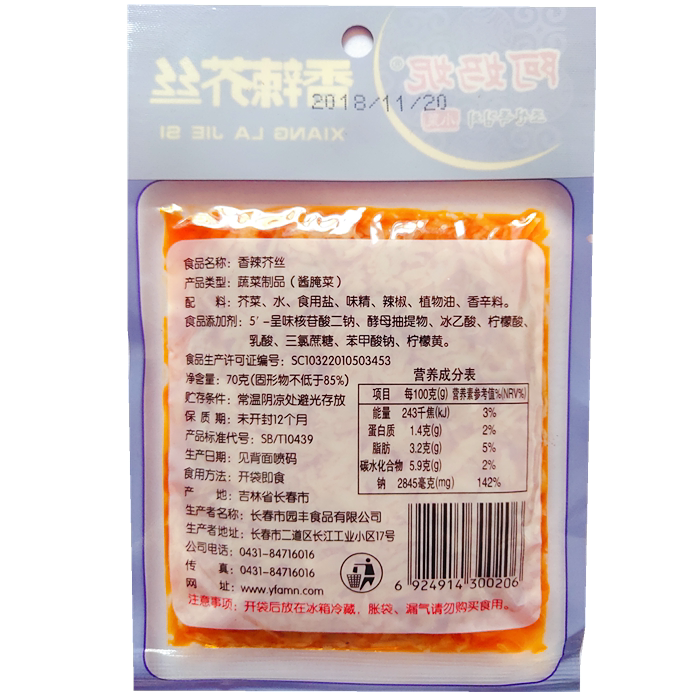 阿妈妮®
香辣芥丝
2018/11/20
XIANG LA JIE SI
食品名称：香辣芥丝
产品类型：蔬菜制品（酱腌菜）
配　　料：芥菜、水、食用盐、味精、辣椒、植物油、香辛料。
食品添加剂：5′-呈味核苷酸二钠、酵母抽提物、冰乙酸、柠檬酸、
乳酸、三氯蔗糖、苯甲酸钠、柠檬黄。
食品生产许可证编号：SC10322010503453
净含量：70克(固形物不低于85%)
贮存条件：常温阴凉处避光存放
保 质 期：未开封12个月
产品标准代号：SB/T10439
生产日期：见背面喷码
食用方法：开袋即食
产　　地：吉林省长春市
生产者名称：长春市园丰食品有限公司
生产者地址：长春市二道区长江工业小区17号
公司电话：0431-84716016
传　　真：0431-84716016
网　　址：www.yfamn.com
营养成分表
项目 每100克(g) 营养素参考值%(NRV%)
能量 243千焦(kJ) 3%
蛋白质 1.4克(g) 2%
脂肪 3.2克(g) 5%
碳水化合物 5.9克(g) 2%
钠 2845毫克(mg) 142%
6 924914 300206
注意事项：开袋后放在冰箱冷藏，胀袋、漏气请勿购买食用。